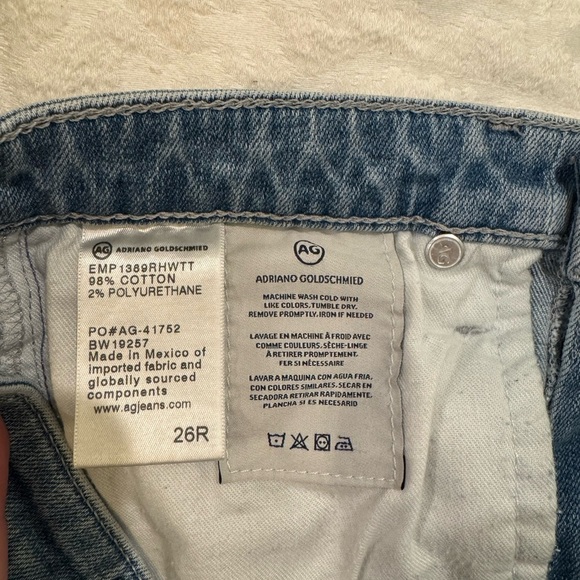 AG ADRIANO GOLDSCHMIED
EMP1369RHWTT
98% COTTON
2% POLYURETHANE
PO#AG-41752
BW19257
Made in Mexico of
imported fabric and
globally sourced
components
www.agjeans.com
26R
AG
ADRIANO GOLDSCHMIED
MACHINE WASH COLD WITH
LIKE COLORS. TUMBLE DRY.
REMOVE PROMPTLY. IRON IF NEEDED
LAVAGE EN MACHINE À FROID AVEC
COMME COULEURS. SÈCHE-LINGE
À RETIRER PROMPTEMENT.
FER SI NÉCESSAIRE
LAVAR A MAQUINA CON AGUA FRIA.
CON COLORES SIMILARES. SECAR EN
SECADORA RETIRAR RAPIDAMENTE.
PLANCHA SI ES NECESARIO